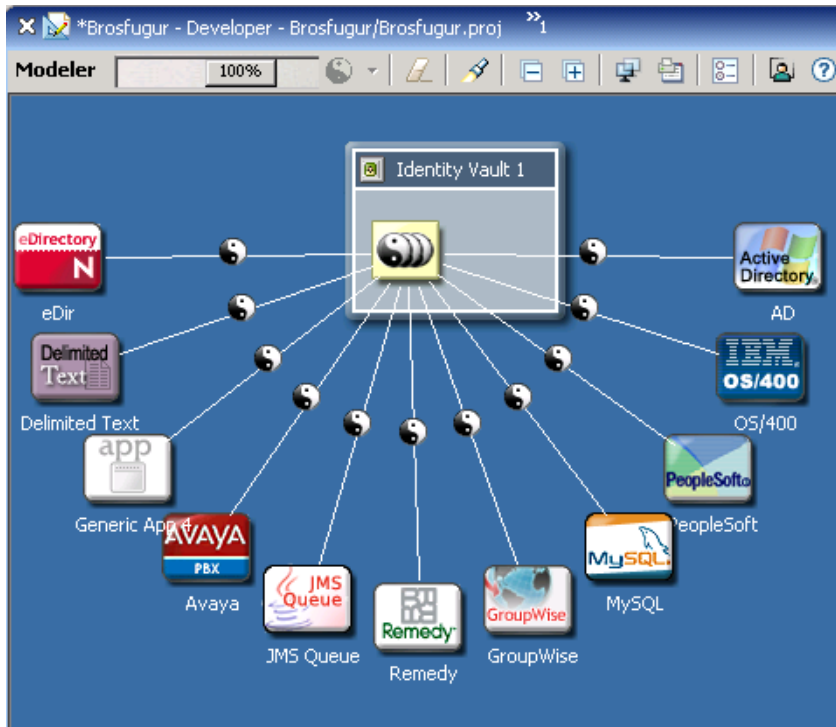 *Brosfugur - Developer - Brosfugur/Brosfugur.proj »1
Modeler 100%
Identity Vault 1
eDirectory
N
eDir
Active
Directory
AD
Delimited
Text
Delimited Text
IBM
OS/400
OS/400
app
Generic App 4
PeopleSoft
PeopleSoft
AVAYA
PBX
Avaya
JMS
Queue
JMS Queue
Remedy
Remedy
GroupWise
GroupWise
MySQL
MySQL